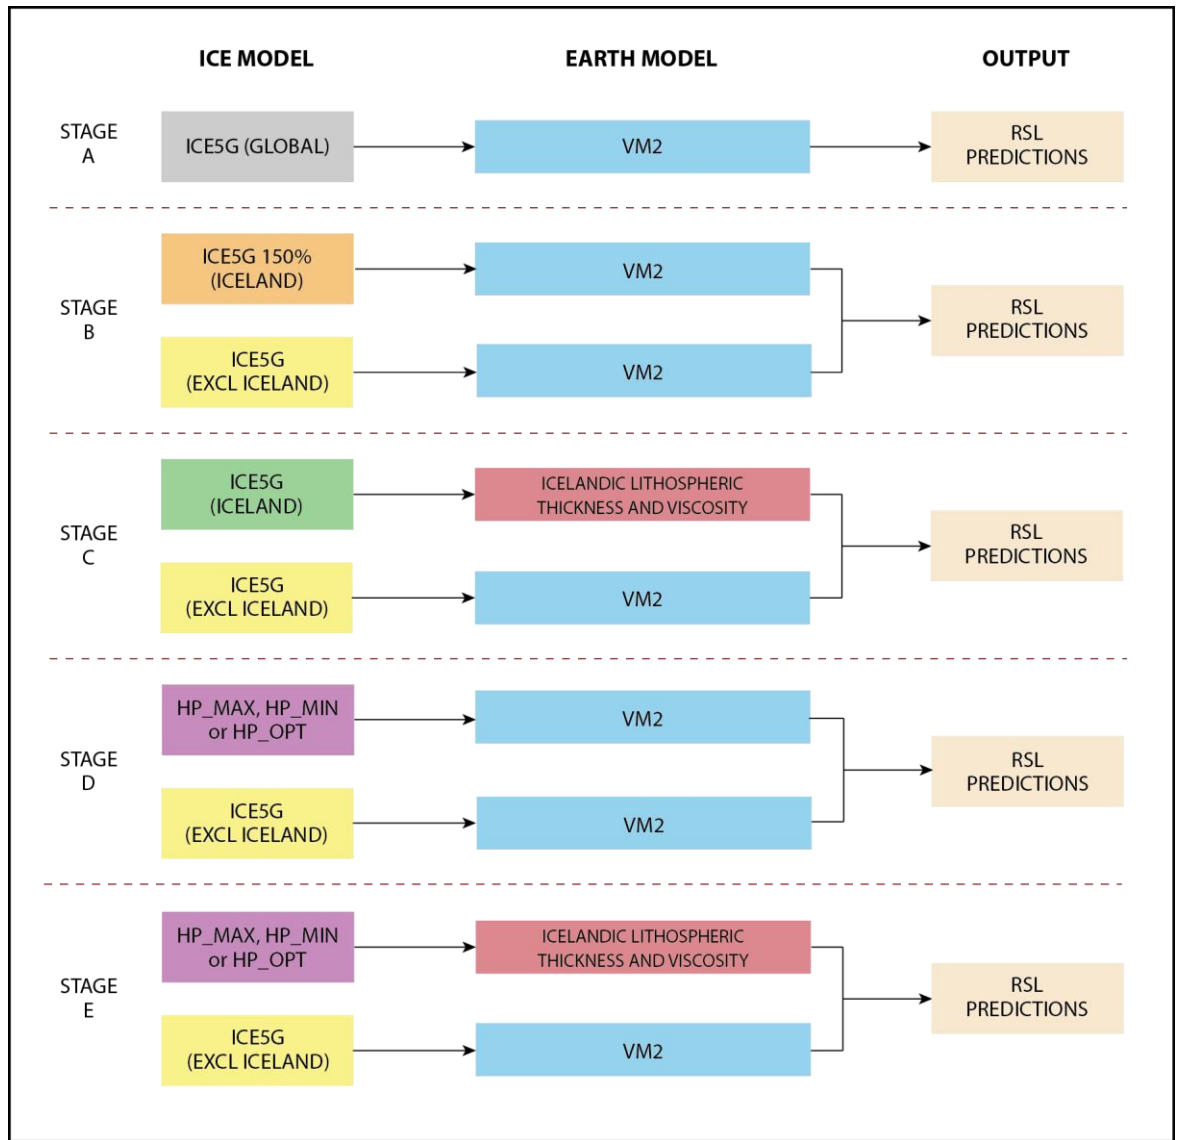 ICE MODEL
EARTH MODEL
OUTPUT
STAGE
A
ICE5G (GLOBAL)
VM2
RSL
PREDICTIONS
STAGE
B
ICE5G 150%
(ICELAND)
VM2
ICE5G
(EXCL ICELAND)
VM2
RSL
PREDICTIONS
STAGE
C
ICE5G
(ICELAND)
ICELANDIC LITHOSPHERIC
THICKNESS AND VISCOSITY
ICE5G
(EXCL ICELAND)
VM2
RSL
PREDICTIONS
STAGE
D
HP_MAX, HP_MIN
or HP_OPT
VM2
ICE5G
(EXCL ICELAND)
VM2
RSL
PREDICTIONS
STAGE
E
HP_MAX, HP_MIN
or HP_OPT
ICELANDIC LITHOSPHERIC
THICKNESS AND VISCOSITY
ICE5G
(EXCL ICELAND)
VM2
RSL
PREDICTIONS